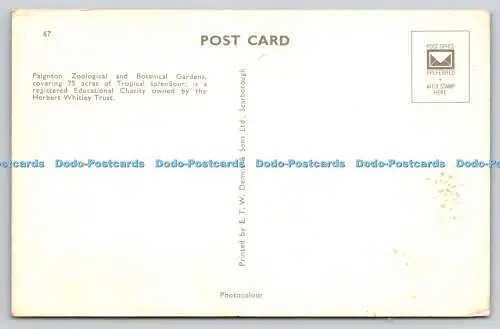 67
POST CARD
Paignton Zoological and Botanical Gardens,
covering 75 acres of Tropical splendour, is a
registered Educational Charity owned by the
Herbert Whitley Trust.
POST OFFICE
PREFERRED
AFFIX STAMP
HERE
Dodo-Postcards Dodo-Postcards Dodo-Postcards Dodo-Postcards Dodo-Postcards
Printed by E. T. W. Dennis & Sons Ltd., Scarborough
Photocolour